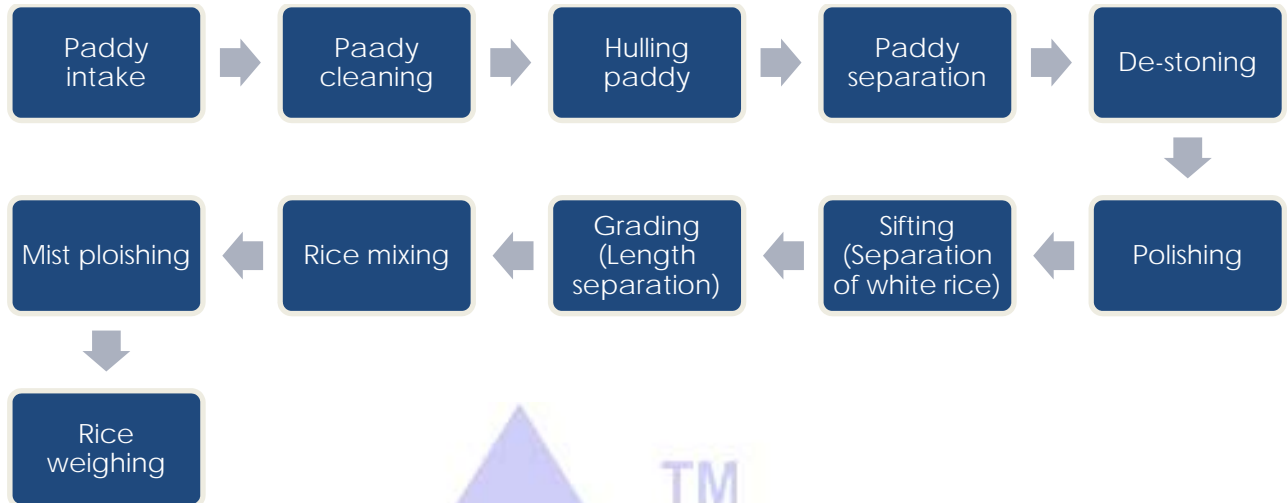 Paddy
intake
Paady
cleaning
Hulling
paddy
Paddy
separation
De-stoning
Polishing
Sifting
(Separation
of white rice)
Grading
(Length
separation)
Rice mixing
Mist ploishing
Rice
weighing
TM